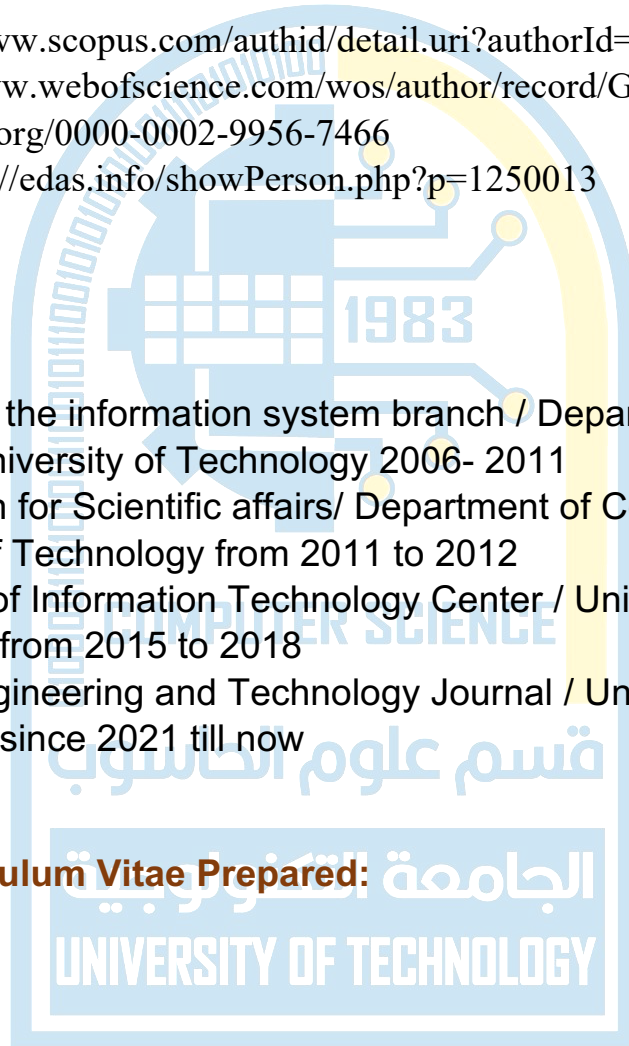 ww.scopus.com/authid/detail.uri?authorId=
ww.webofscience.com/wos/author/record/G
org/0000-0002-9956-7466
//edas.info/showPerson.php?p=1250013
1983
the information system branch / Depar
niversity of Technology 2006- 2011
n for Scientific affairs/ Department of C
f Technology from 2011 to 2012
of Information Technology Center / Uni
COMPUTER SCIENCE
from 2015 to 2018
gineering and Technology Journal / Un
since 2021 till now
قسم علوم الحاسوب
ulum Vitae Prepared:
الجامعة التكنولوجية
UNIVERSITY OF TECHNOLOGY